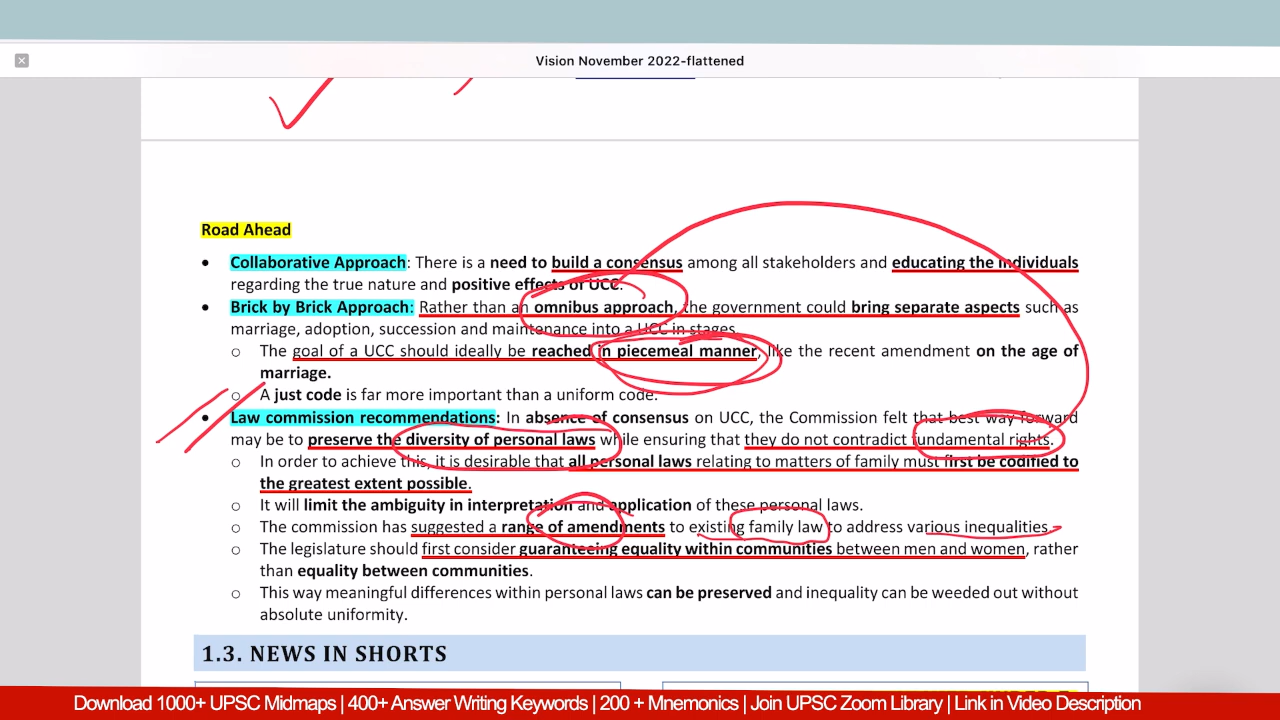 Vision November 2022-flattened
Road Ahead
• Collaborative Approach: There is a need to build a consensus among all stakeholders and educating the individuals
regarding the true nature and positive effects of UCC.
• Brick by Brick Approach: Rather than an omnibus approach, the government could bring separate aspects such as
marriage, adoption, succession and maintenance into a UCC in stages.
o The goal of a UCC should ideally be reached in piecemeal manner, like the recent amendment on the age of
marriage.
o A just code is far more important than a uniform code.
• Law commission recommendations: In absence of consensus on UCC, the Commission felt that best way forward
may be to preserve the diversity of personal laws while ensuring that they do not contradict fundamental rights.
o In order to achieve this, it is desirable that all personal laws relating to matters of family must first be codified to
the greatest extent possible.
o It will limit the ambiguity in interpretation and application of these personal laws.
o The commission has suggested a range of amendments to existing family law to address various inequalities.
o The legislature should first consider guaranteeing equality within communities between men and women, rather
than equality between communities.
o This way meaningful differences within personal laws can be preserved and inequality can be weeded out without
absolute uniformity.
1.3. NEWS IN SHORTS
Download 1000+ UPSC Midmaps | 400+ Answer Writing Keywords | 200 + Mnemonics | Join UPSC Zoom Library | Link in Video Description